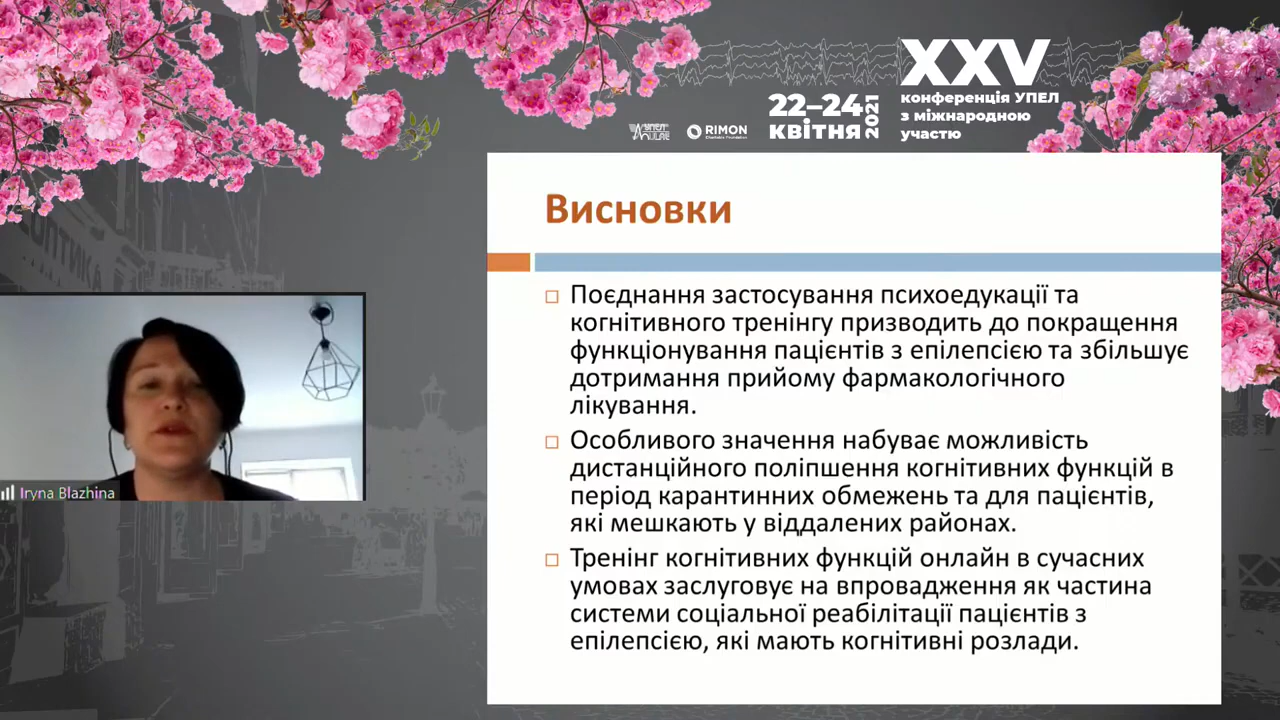 XXV
22–24
квітня
2021
конференція УПЕЛ
з міжнародною
участю
RIMON
ОПТИКА
Висновки
Поєднання застосування психоедукації та
когнітивного тренінгу призводить до покращення
функціонування пацієнтів з епілепсією та збільшує
дотримання прийому фармакологічного
лікування.
Особливого значення набуває можливість
дистанційного поліпшення когнітивних функцій в
період карантинних обмежень та для пацієнтів,
які мешкають у віддалених районах.
Тренінг когнітивних функцій онлайн в сучасних
умовах заслуговує на впровадження як частина
системи соціальної реабілітації пацієнтів з
епілепсією, які мають когнітивні розлади.
Iryna Blazhina